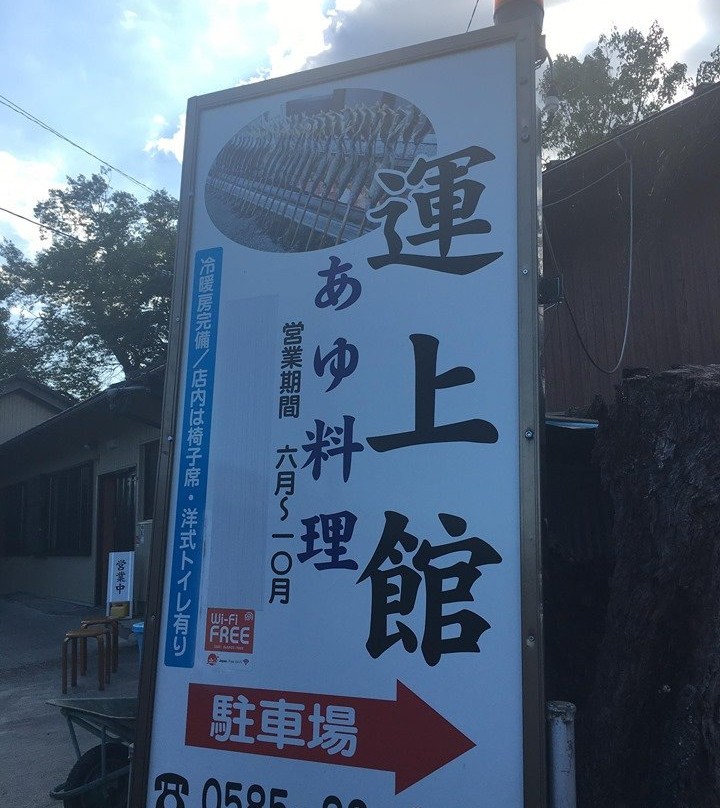 運上館
あゆ料理
営業期間 六月～一〇月
冷暖房完備/店内は椅子席・洋式トイレ有り
営業中
Wi-Fi
FREE
駐車場
☎0585